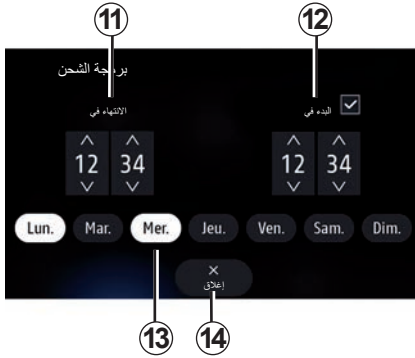 11 12
برمجة الشحن
البدء في الانتهاء في
12 34 12 34
Lun. Mar. Mer. Jeu. Ven. Sam. Dim.
×
إغلاق
13 14